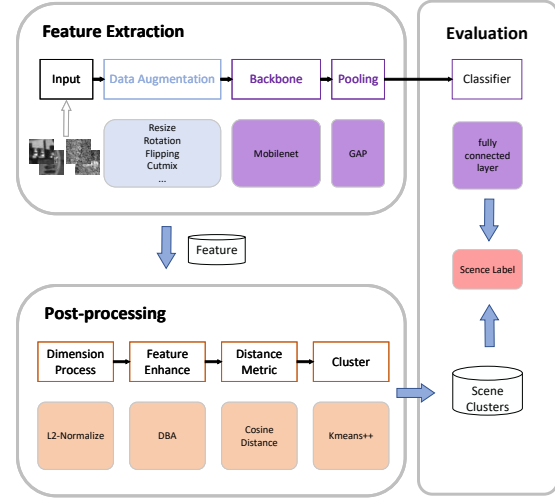 Feature Extraction
Input
Data Augmentation
Backbone
Pooling
Resize
Rotation
Flipping
Cutmix
...
Mobilenet
GAP
Feature
Post-processing
Dimension
Process
Feature
Enhance
Distance
Metric
Cluster
L2-Normalize
DBA
Cosine
Distance
Kmeans++
Evaluation
Classifier
fully
connected
layer
Scence Label
Scene
Clusters